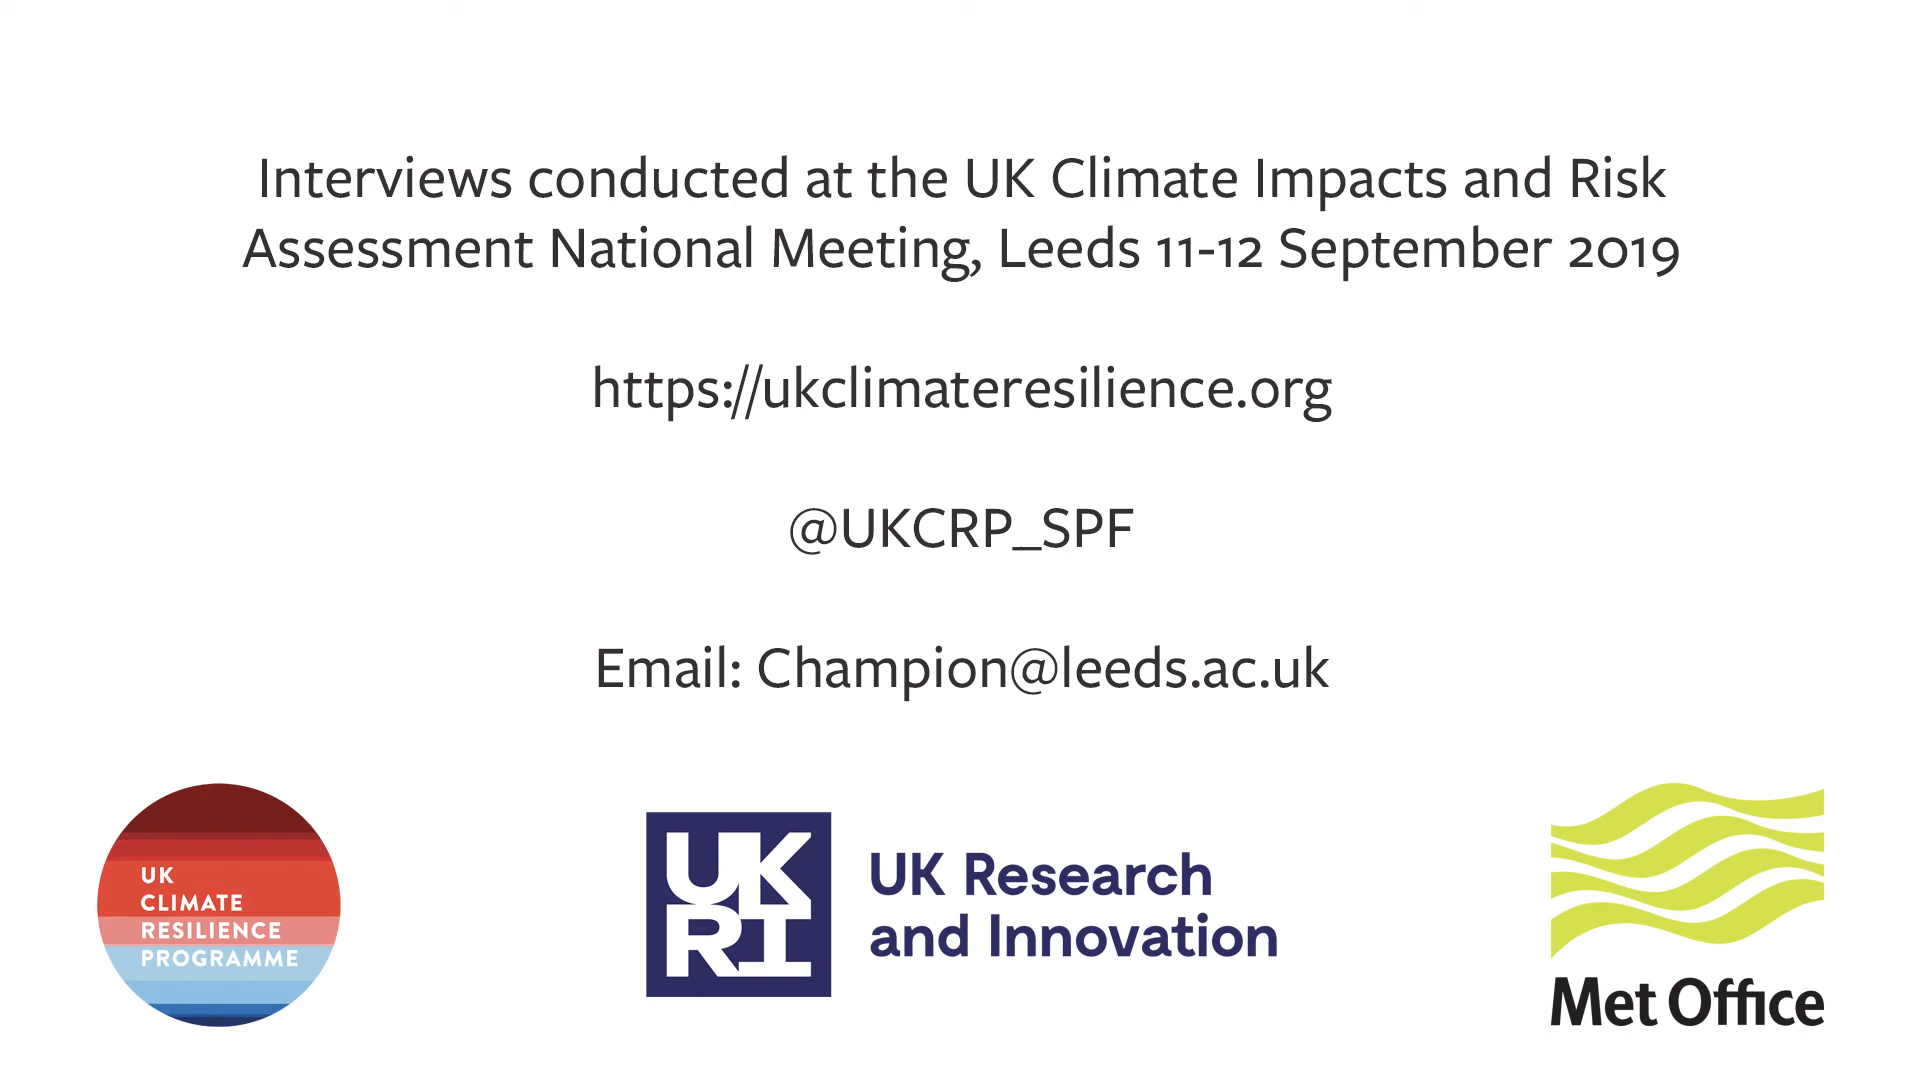 Interviews conducted at the UK Climate Impacts and Risk
Assessment National Meeting, Leeds 11-12 September 2019
https://ukclimateresilience.org
@UKCRP_SPF
Email: Champion@leeds.ac.uk
UK
CLIMATE
RESILIENCE
PROGRAMME
UK
RI
UK Research
and Innovation
Met Office